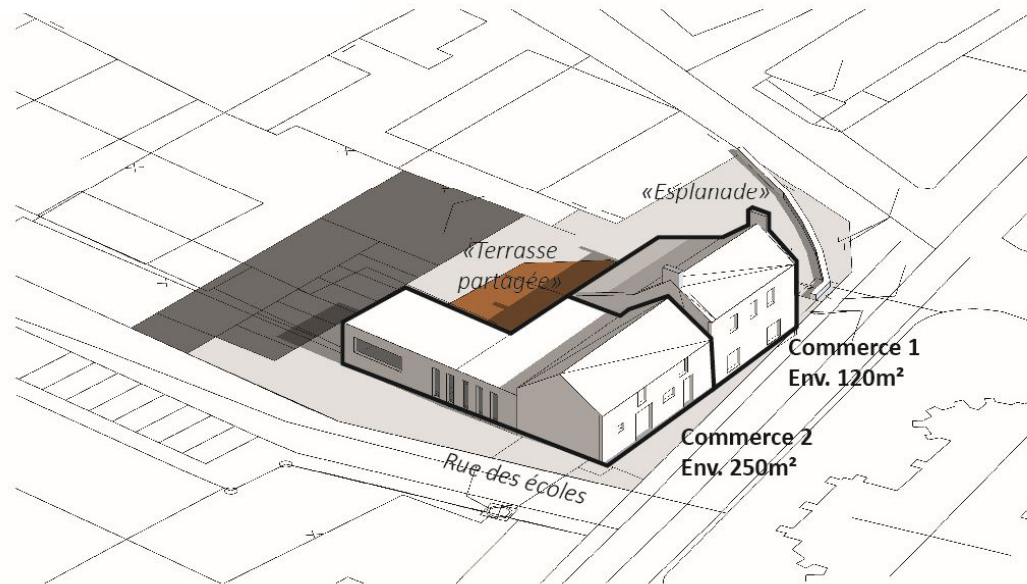 «Esplanade»
«Terrasse
partagée»
Commerce 1
Env. 120m²
Commerce 2
Env. 250m²
Rue des écoles